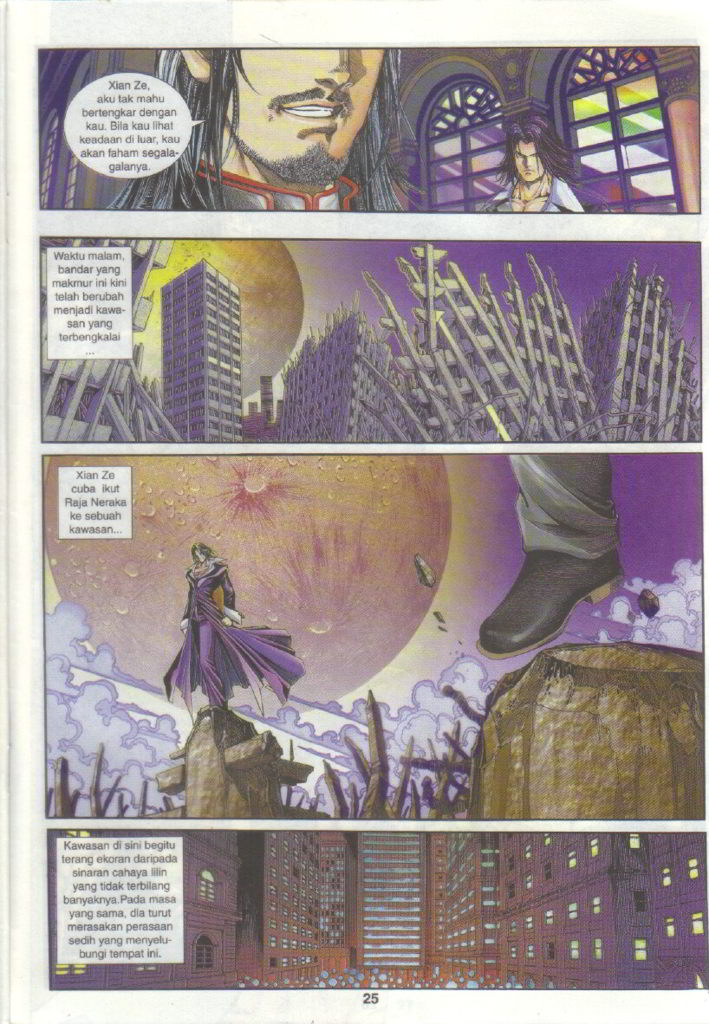 Xian Ze,
aku tak mahu
bertengkar dengan
kau. Bila kau lihat
keadaan di luar, kau
akan faham segala-
galanya.
Waktu malam,
bandar yang
makmur ini kini
telah berubah
menjadi kawa-
san yang
terbengkalai
...
Xian Ze
cuba ikut
Raja Neraka
ke sebuah
kawasan...
Kawasan di sini begitu
terang ekoran daripada
sinaran cahaya lilin
yang tidak terbilang
banyaknya.Pada masa
yang sama, dia turut
merasakan perasaan
sedih yang menyelu-
bungi tempat ini.
25